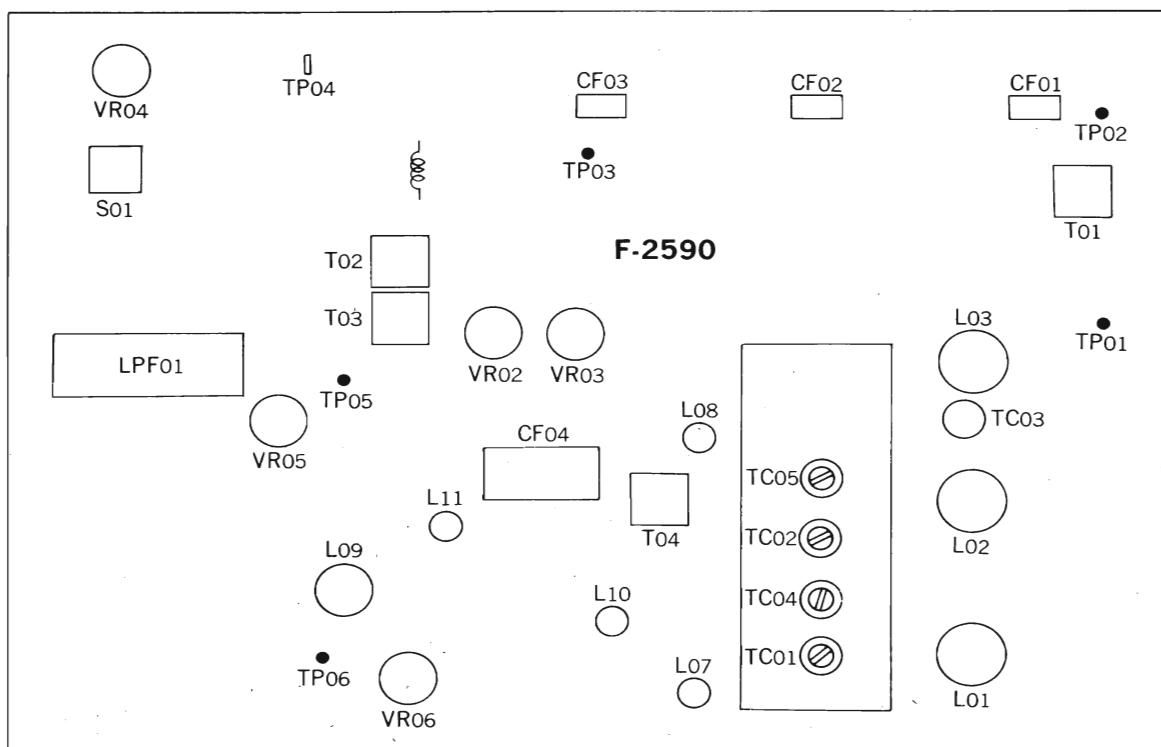 VR04
TP04
CF03
CF02
CF01
TP02
TP03
S01
T01
T02
F-2590
T03
L03
TP01
LPF01
VR02
VR03
TP05
L08
TC03
VR05
CF04
TC05
L11
T04
TC02
L02
L09
L10
TC04
TP06
L07
TC01
L01
VR06